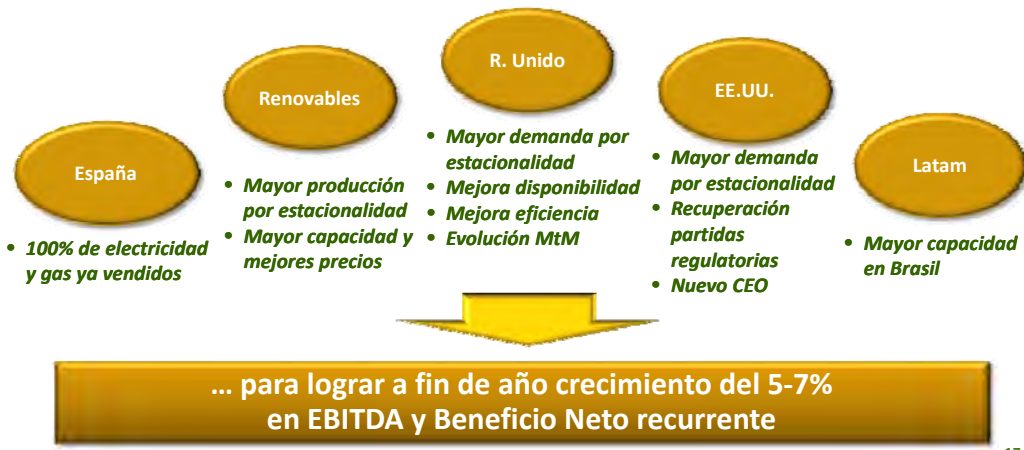 España
• 100% de electricidad
y gas ya vendidos
Renovables
• Mayor producción
por estacionalidad
• Mayor capacidad y
mejores precios
R. Unido
• Mayor demanda por
estacionalidad
• Mejora disponibilidad
• Mejora eficiencia
• Evolución MtM
EE.UU.
• Mayor demanda
por estacionalidad
• Recuperación
partidas
regulatorias
• Nuevo CEO
Latam
• Mayor capacidad
en Brasil
... para lograr a fin de año crecimiento del 5-7%
en EBITDA y Beneficio Neto recurrente